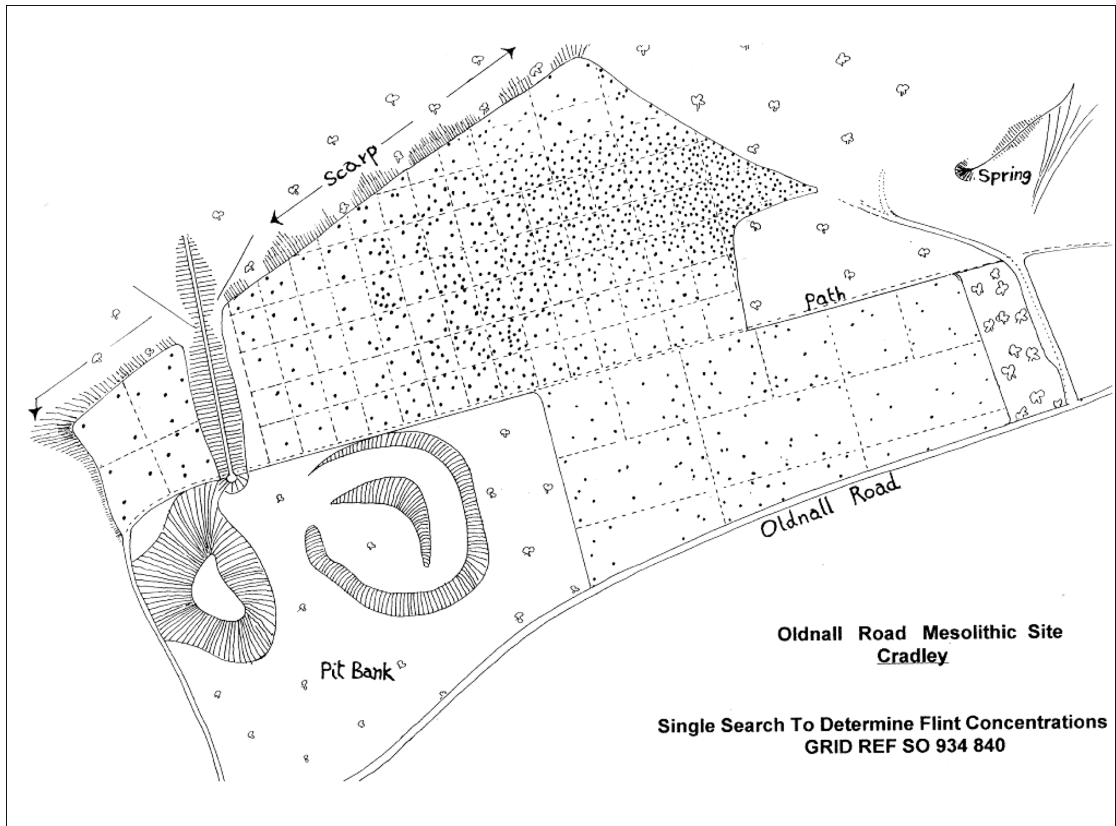 Scarp
Spring
Path
Oldnall Road
Pit Bank
Oldnall Road Mesolithic Site
Cradley
Single Search To Determine Flint Concentrations
GRID REF SO 934 840